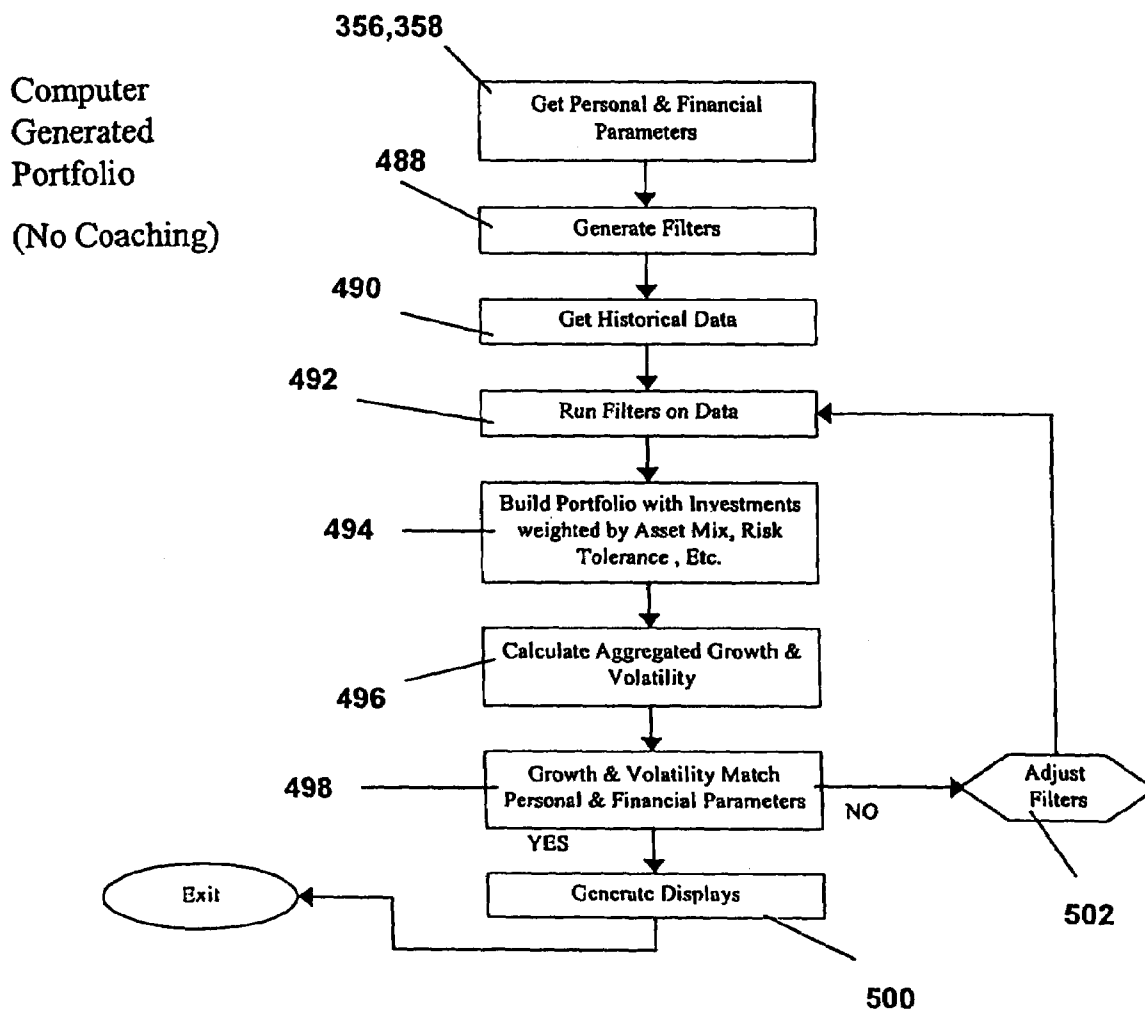 356,358
Computer
Generated
Portfolio
(No Coaching)
Get Personal & Financial
Parameters
488
Generate Filters
490
Get Historical Data
492
Run Filters on Data
494
Build Portfolio with Investments
weighted by Asset Mix, Risk
Tolerance , Etc.
Calculate Aggregated Growth &
Volatility
496
498
Growth & Volatility Match
Personal & Financial Parameters
NO
Adjust
Filters
YES
Exit
Generate Displays
502
500